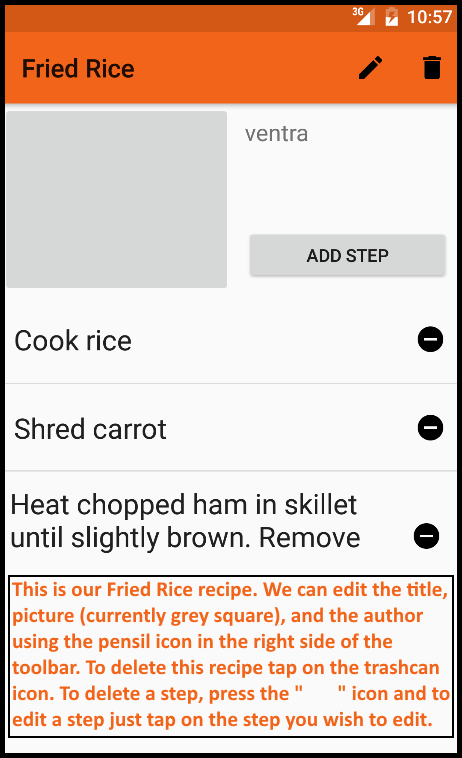 3G 10:57
Fried Rice
ventra
ADD STEP
Cook rice
Shred carrot
Heat chopped ham in skillet
until slightly brown. Remove
This is our Fried Rice recipe. We can edit the title,
picture (currently grey square), and the author
using the pensil icon in the right side of the
toolbar. To delete this recipe tap on the trashcan
icon. To delete a step, press the " " icon and to
edit a step just tap on the step you wish to edit.